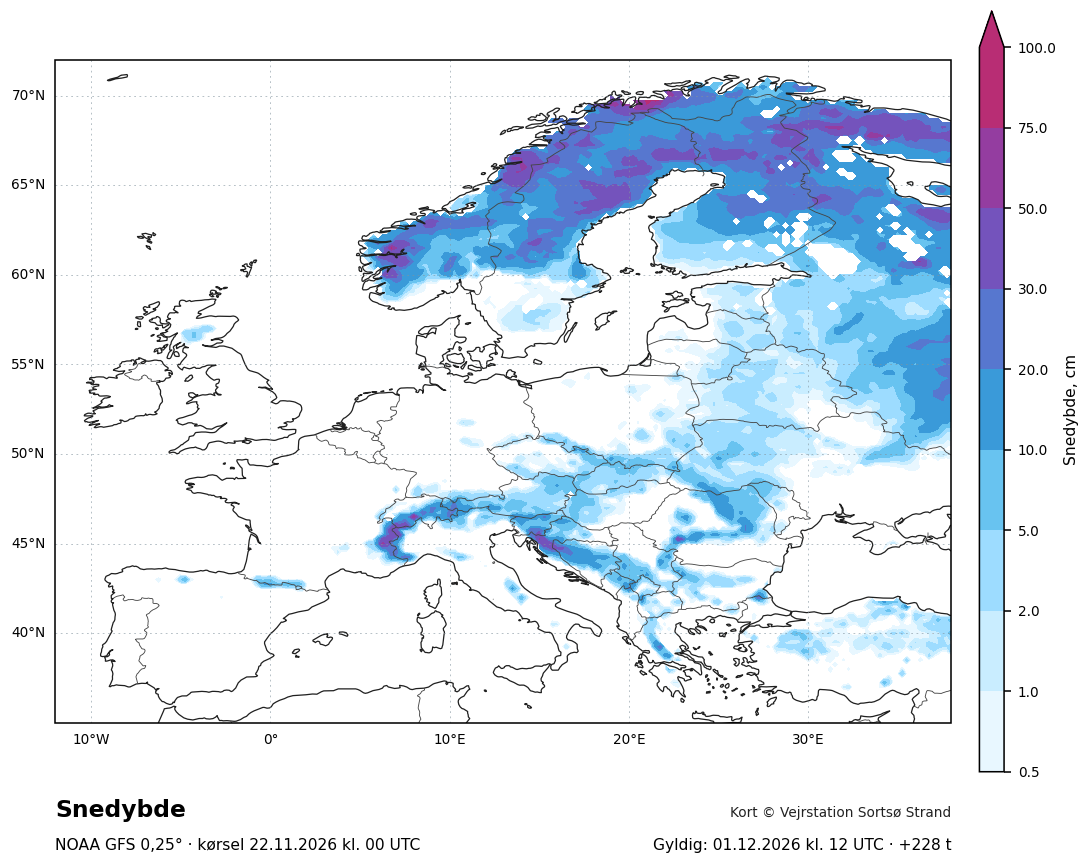 100.0
75.0
50.0
30.0
20.0
10.0
5.0
2.0
1.0
0.5
Snedybde, cm
70°N
65°N
60°N
55°N
50°N
45°N
40°N
10°W
0°
10°E
20°E
30°E
Snedybde
Kort © Vejrstation Sortsø Strand
NOAA GFS 0,25° · kørsel 22.11.2026 kl. 00 UTC
Gyldig: 01.12.2026 kl. 12 UTC · +228 t